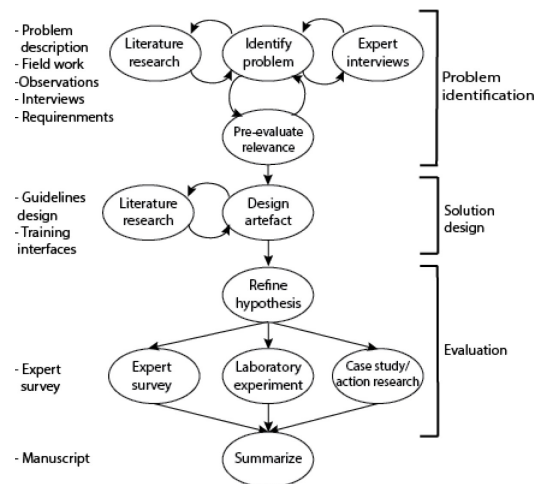 - Problem
description
- Field work
-Observations
- Interviews
- Requirenments
Literature
research
Identify
problem
Expert
interviews
Pre-evaluate
relevance
Problem
identification
- Guidelines
design
- Training
interfaces
Literature
research
Design
artefact
Solution
design
Refine
hypothesis
Evaluation
- Expert
survey
Expert
survey
Laboratory
experiment
Case study/
action research
- Manuscript
Summarize